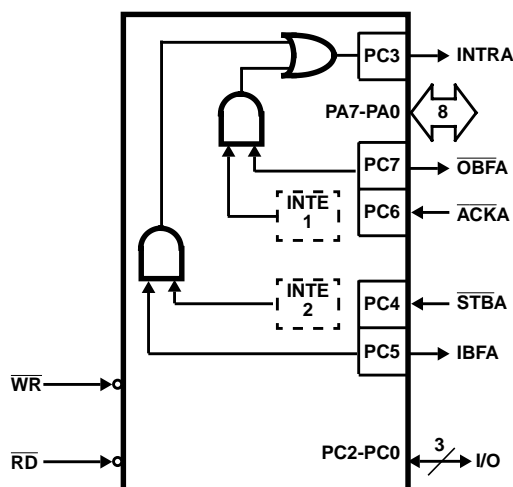 PC3 INTRA
PA7-PA0 8
PC7 OBFA
INTE
1
PC6 ACKA
INTE
2
PC4 STBA
PC5 IBFA
WR
PC2-PC0 3 I/O
RD